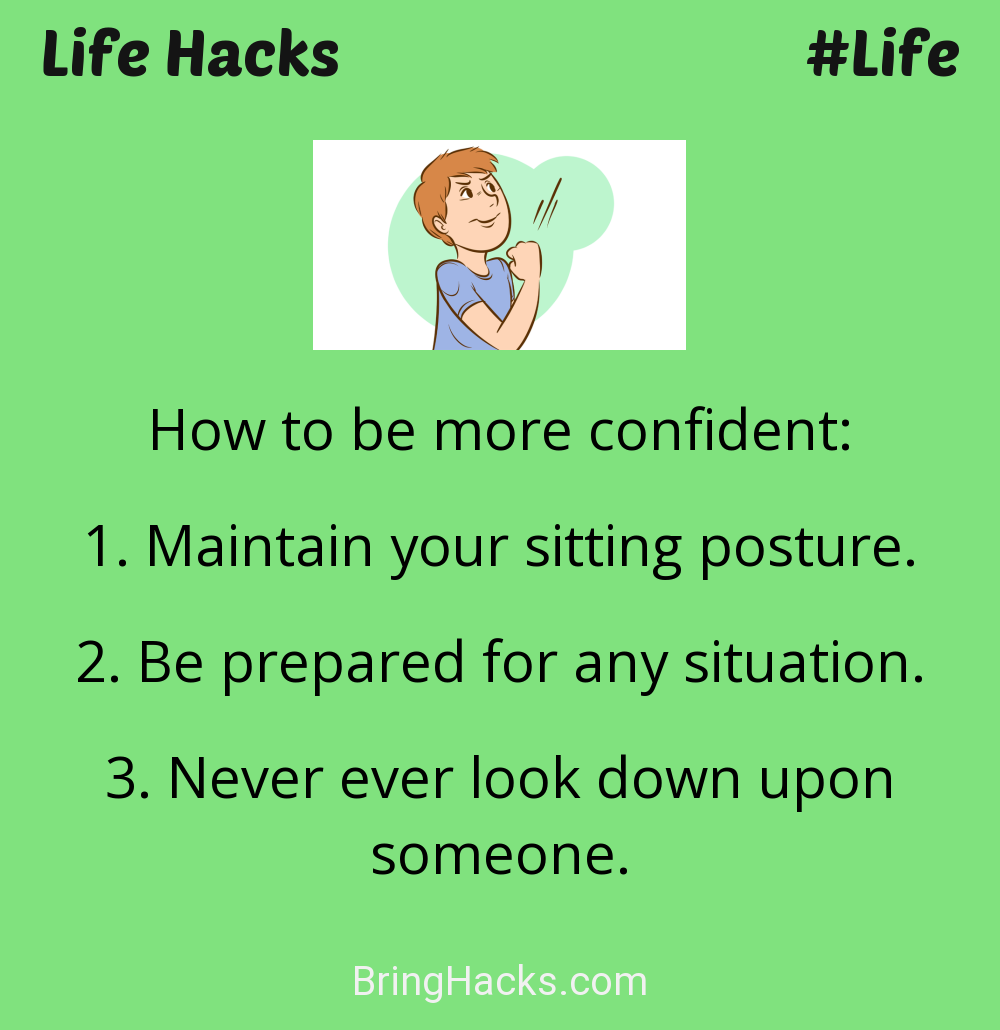 Life Hacks
#Life
How to be more confident:
1. Maintain your sitting posture.
2. Be prepared for any situation.
3. Never ever look down upon
someone.
BringHacks.com